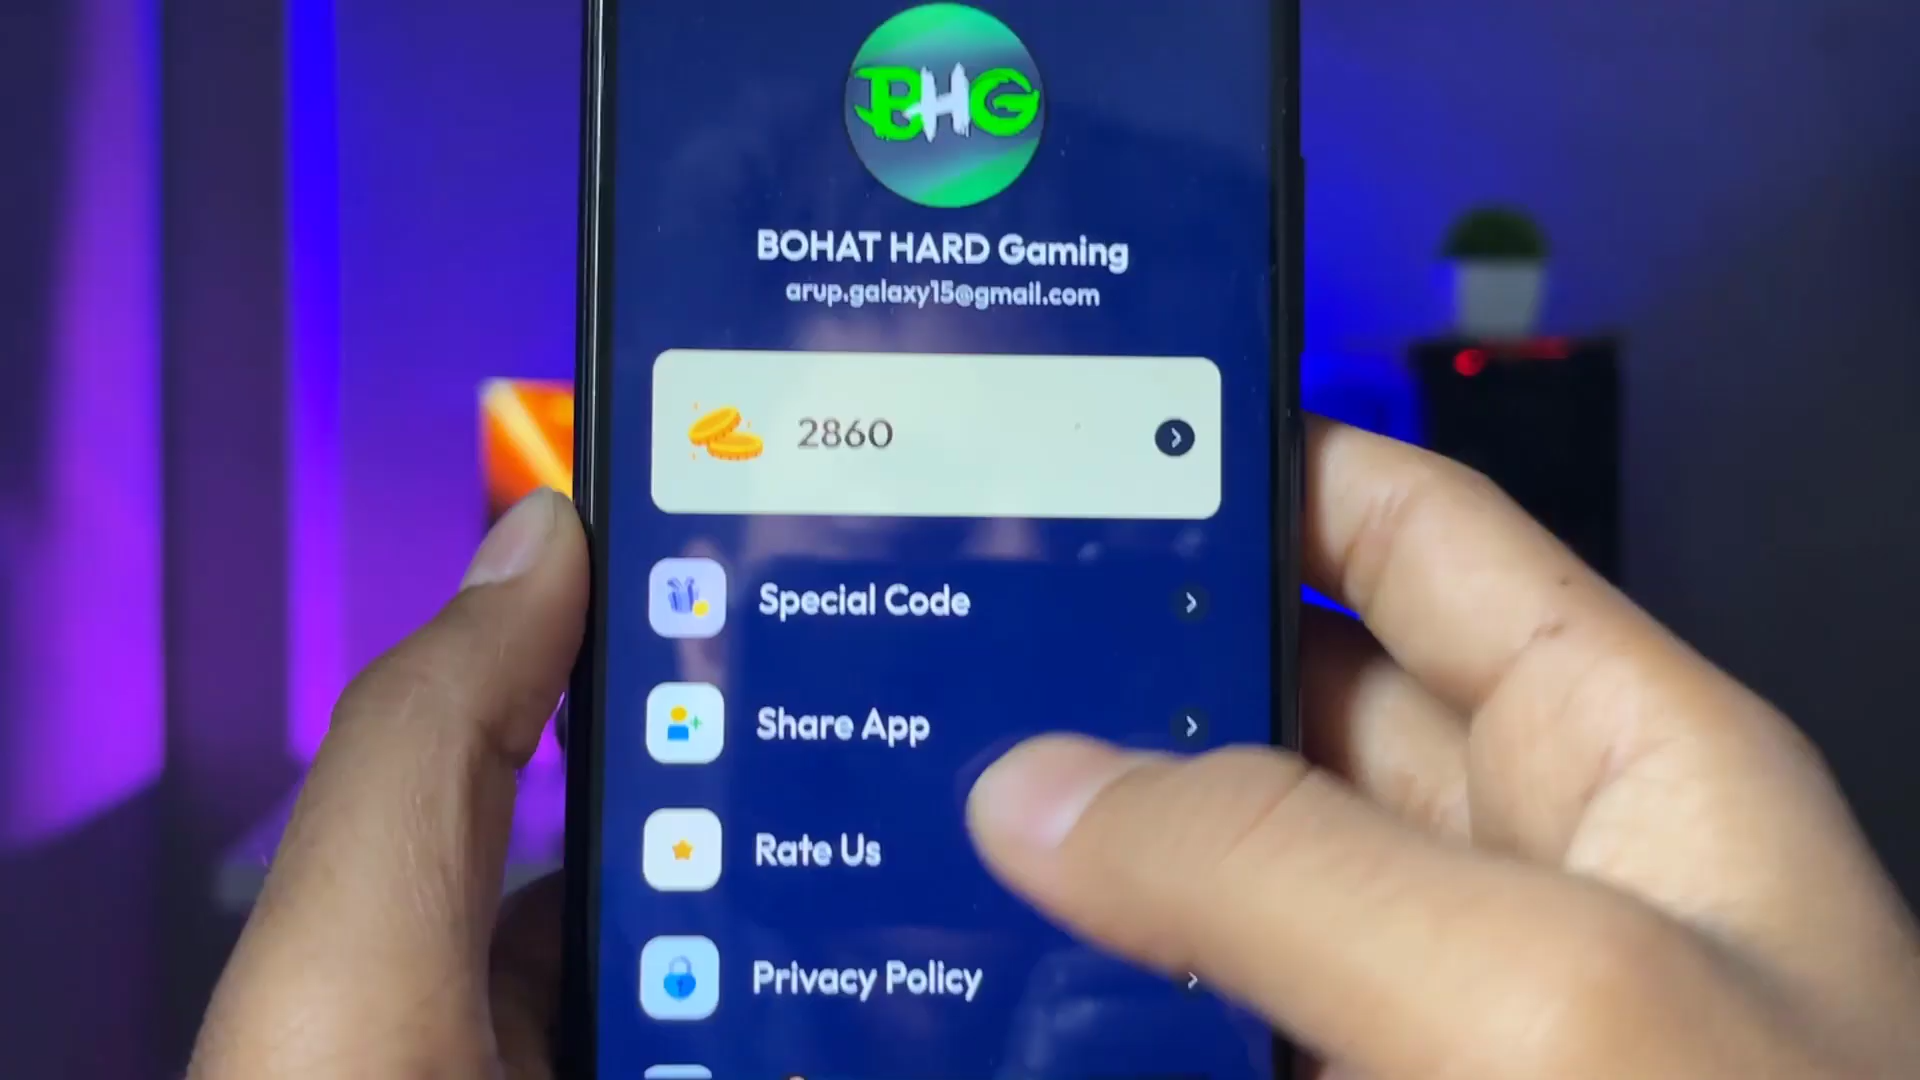 BHG
BOHAT HARD Gaming
arup.galaxy15@gmail.com
2860
Special Code
Share App
Rate Us
Privacy Policy